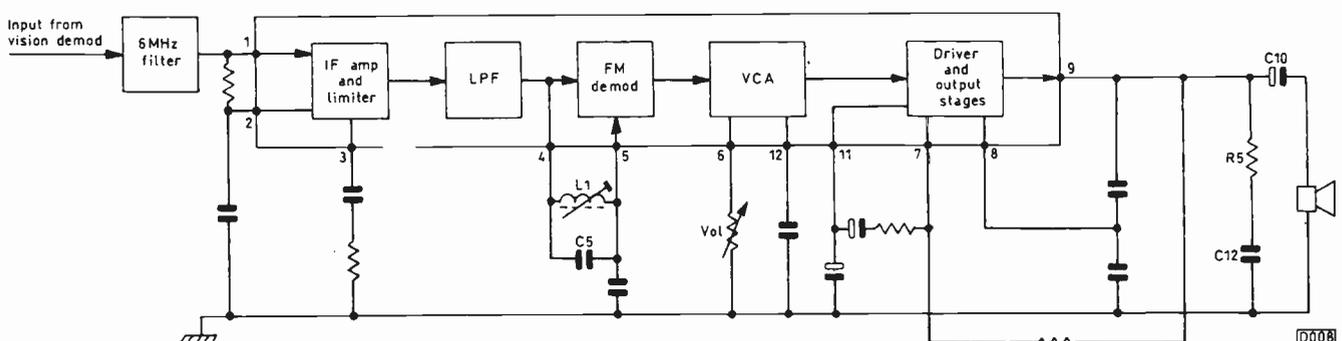 Input from
vision demod
6MHz
filter
1
2
IF amp
and
limiter
3
LPF
4
FM
demod
5
VCA
6
12
Driver
and
output
stages
11
7
8
9
C10
L1
C5
Vol
R5
C12
D008